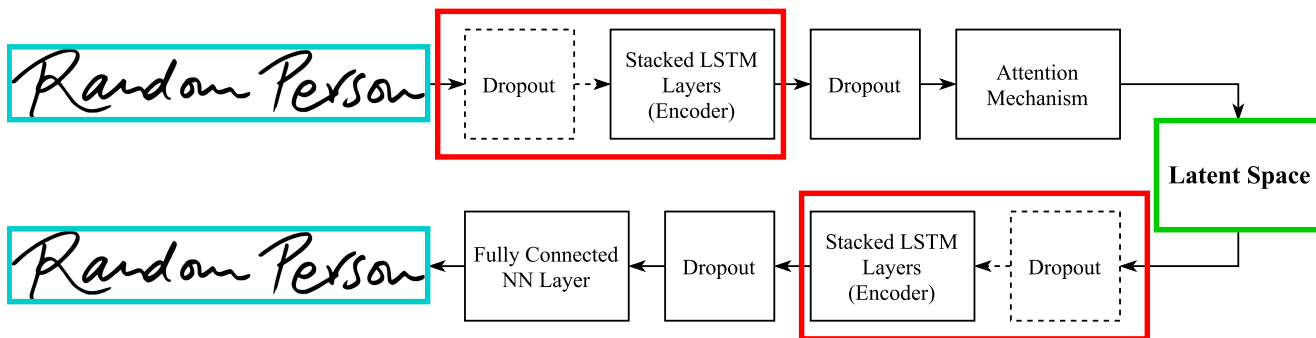 Random Person
Dropout
Stacked LSTM
Layers
(Encoder)
Dropout
Attention
Mechanism
Latent Space
Random Person
Fully Connected
NN Layer
Dropout
Stacked LSTM
Layers
(Encoder)
Dropout